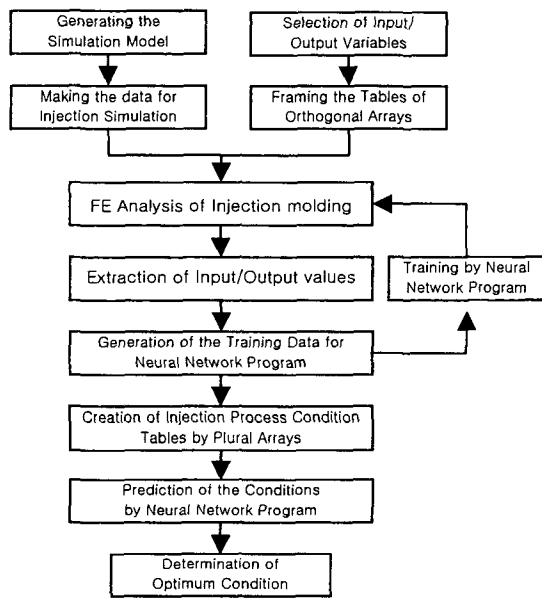 Generating the
Simulation Model
Selection of Input/
Output Variables
Making the data for
Injection Simulation
Framing the Tables of
Orthogonal Arrays
FE Analysis of Injection molding
Extraction of Input/Output values
Training by Neural
Network Program
Generation of the Training Data for
Neural Network Program
Creation of Injection Process Condition
Tables by Plural Arrays
Prediction of the Conditions
by Neural Network Program
Determination of
Optimum Condition